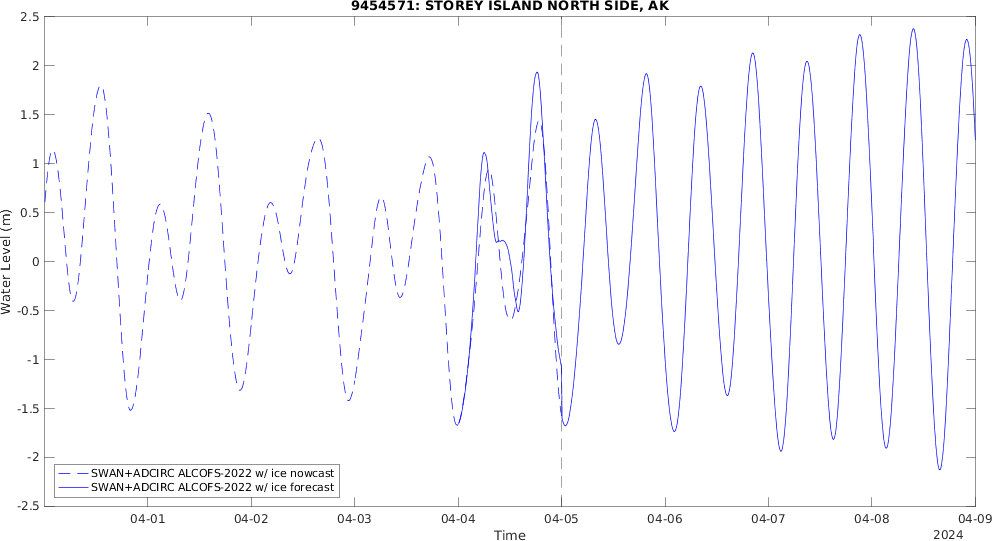 9454571: STOREY ISLAND NORTH SIDE, AK
2.5
2
1.5
1
0.5
0
-0.5
-1
-1.5
-2
-2.5
Water Level (m)
SWAN+ADCIRC ALCOFS-2022 w/ ice nowcast
SWAN+ADCIRC ALCOFS-2022 w/ ice forecast
04-01 04-02 04-03 04-04 04-05 04-06 04-07 04-08 04-09
Time
2024